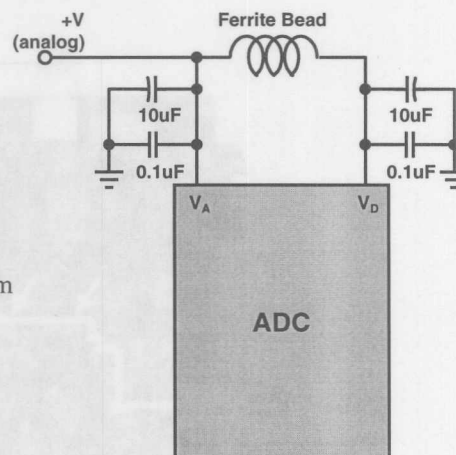 +V
(analog)
Ferrite Bead
10uF
10uF
0.1uF
0.1uF
VA
VD
m
ADC